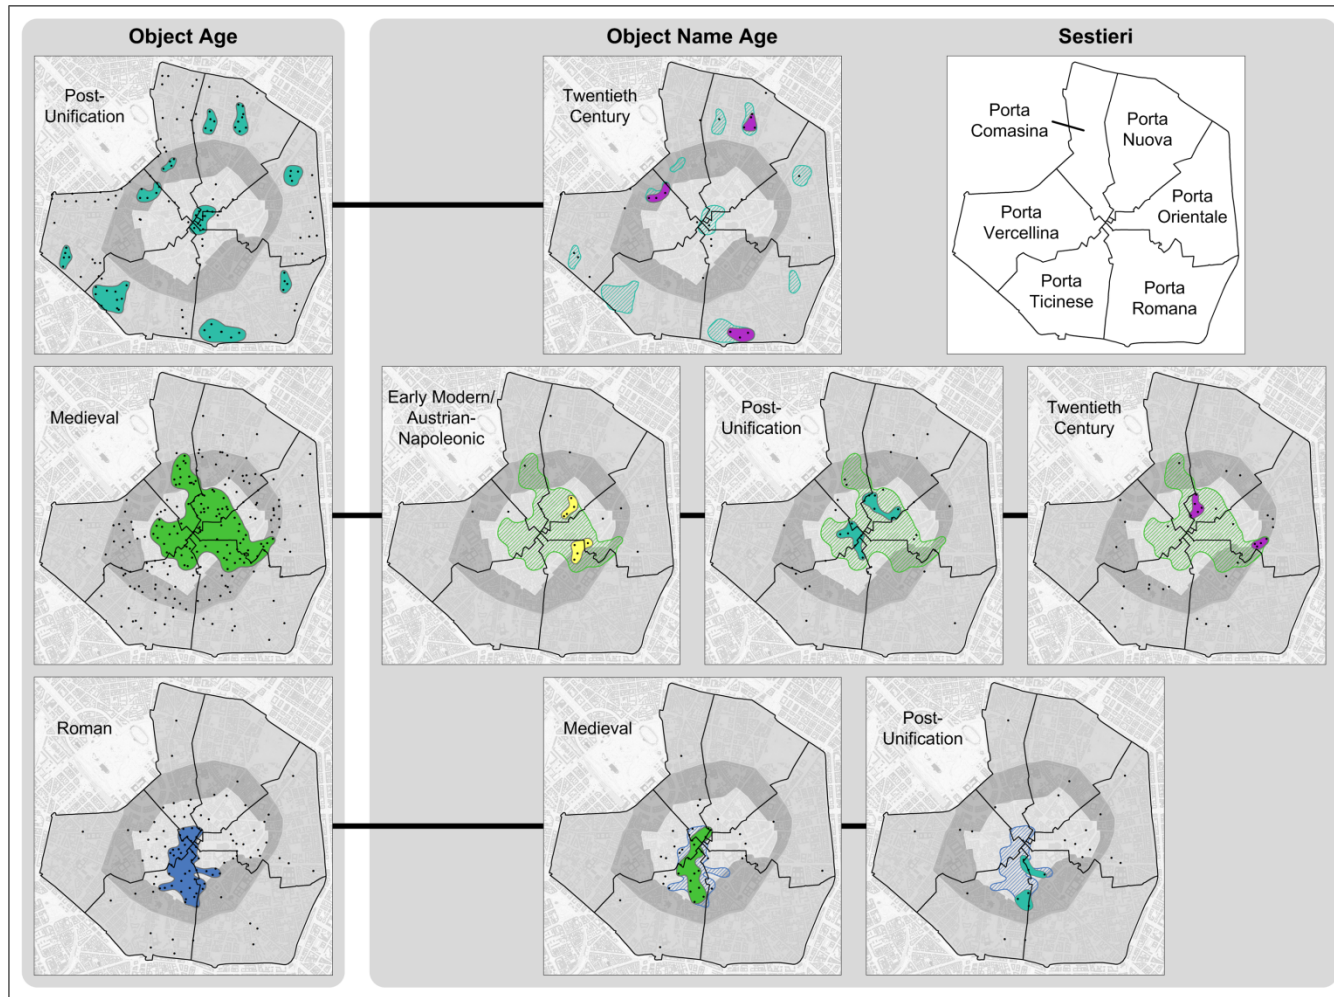 Object Age
Object Name Age
Sestieri
Post-
Unification
Twentieth
Century
Porta
Comasina
Porta
Nuova
Porta
Orientale
Porta
Vercellina
Porta
Ticinese
Porta
Romana
Medieval
Early Modern/
Austrian-
Napoleonic
Post-
Unification
Twentieth
Century
Roman
Medieval
Post-
Unification